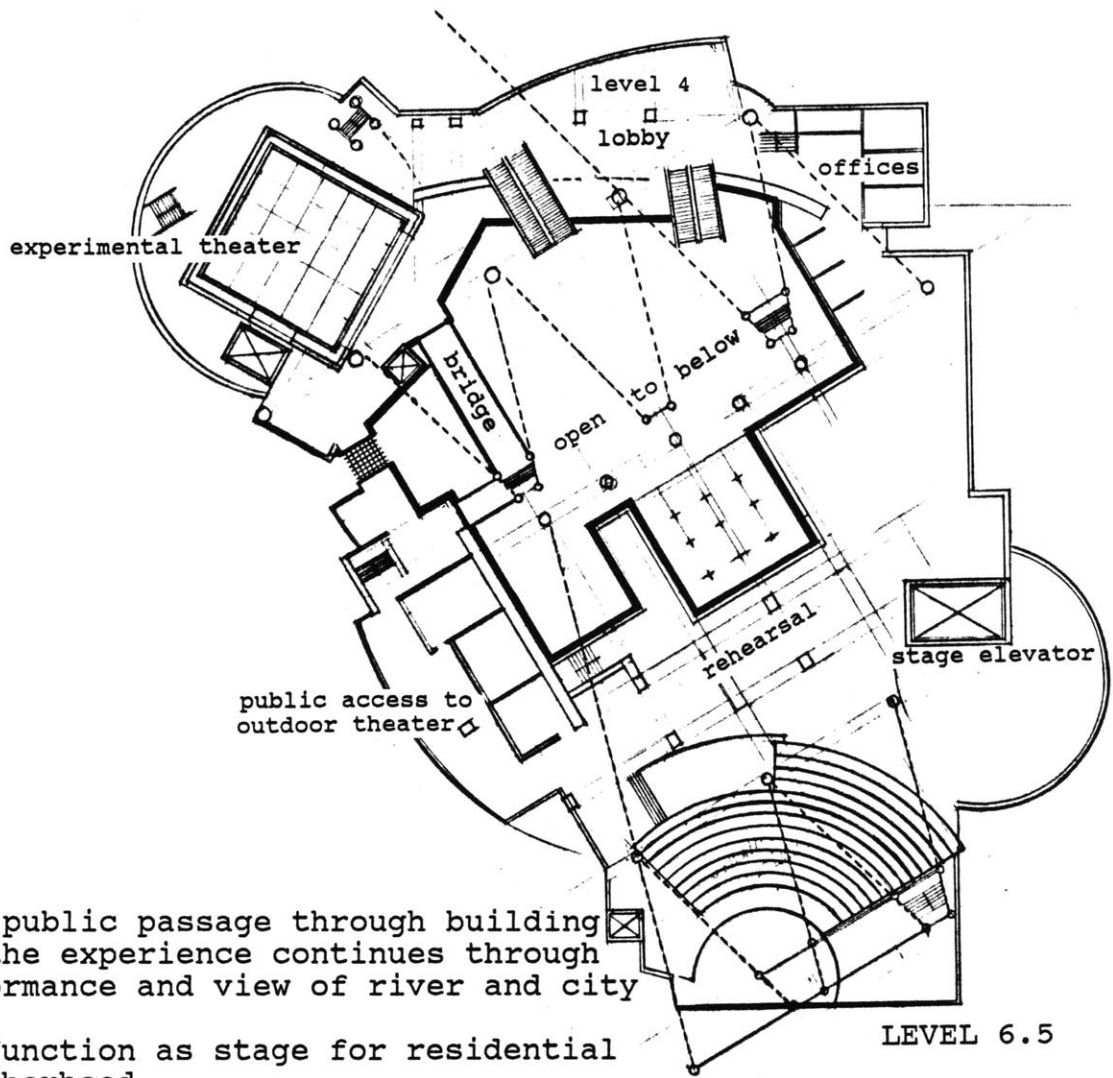 level 4
lobby
offices
experimental theater
bridge
open to below
rehearsal
stage elevator
public access to
outdoor theater
public passage through building
the experience continues through
ormance and view of river and city
unction as stage for residential
LEVEL 6.5